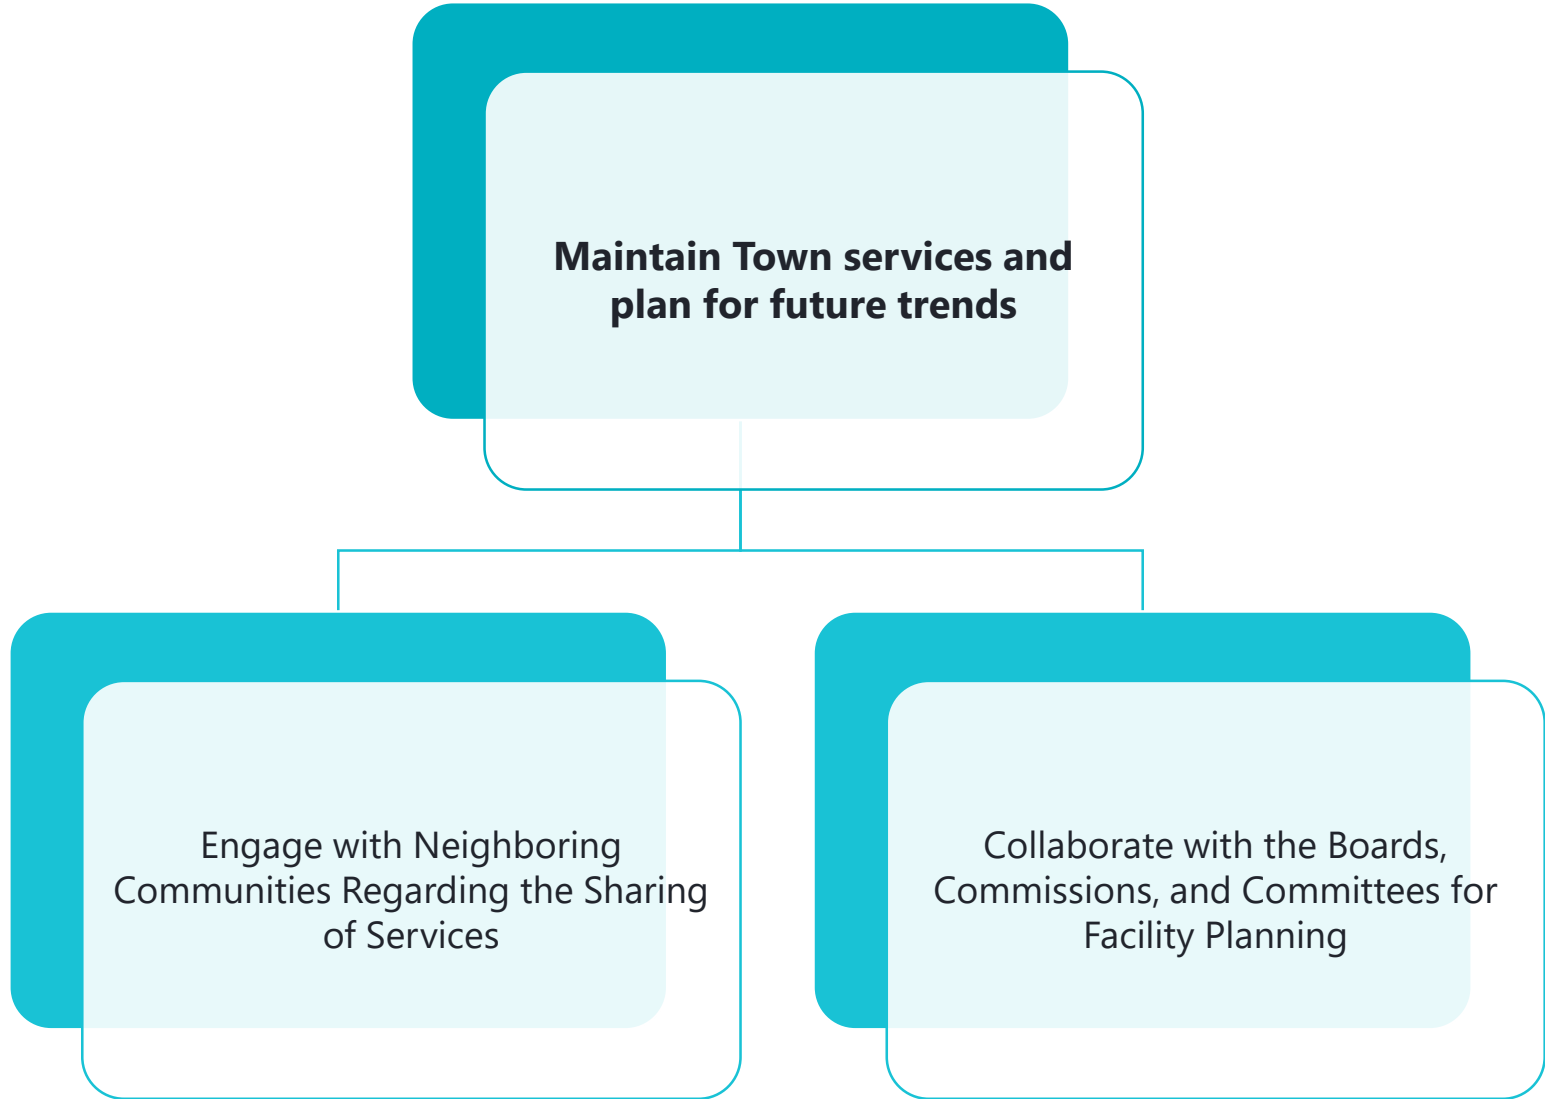 Maintain Town services and
plan for future trends
Engage with Neighboring
Communities Regarding the Sharing
of Services
Collaborate with the Boards,
Commissions, and Committees for
Facility Planning